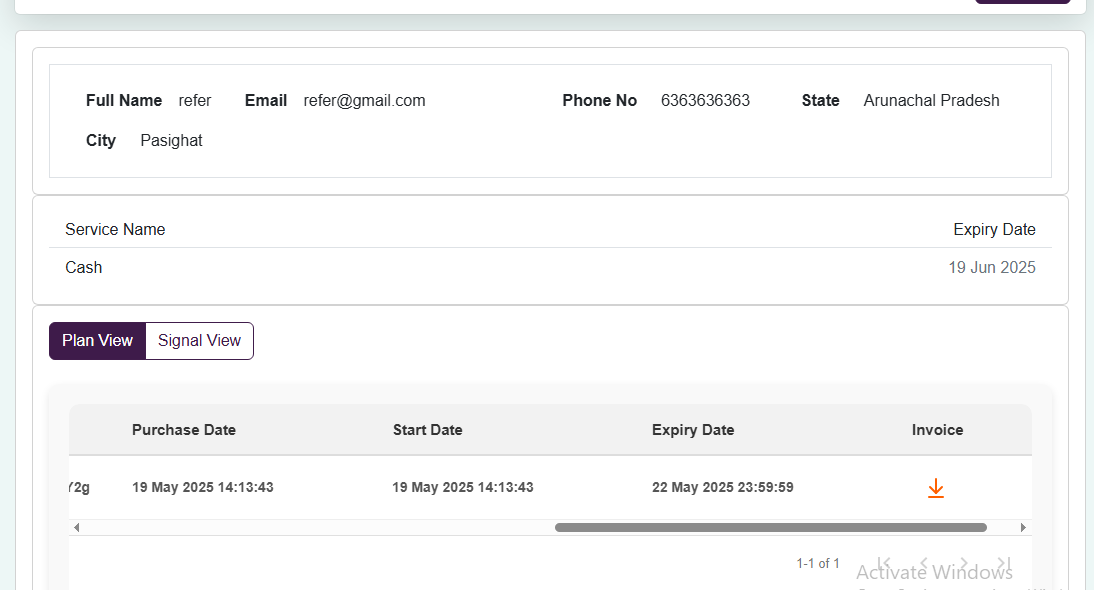 Full Name refer Email refer@gmail.com Phone No 6363636363 State Arunachal Pradesh
City Pasighat
Service Name Expiry Date
Cash 19 Jun 2025
Plan View Signal View
Purchase Date Start Date Expiry Date Invoice
Y2g 19 May 2025 14:13:43 19 May 2025 14:13:43 22 May 2025 23:59:59
1-1 of 1
Activate Windows